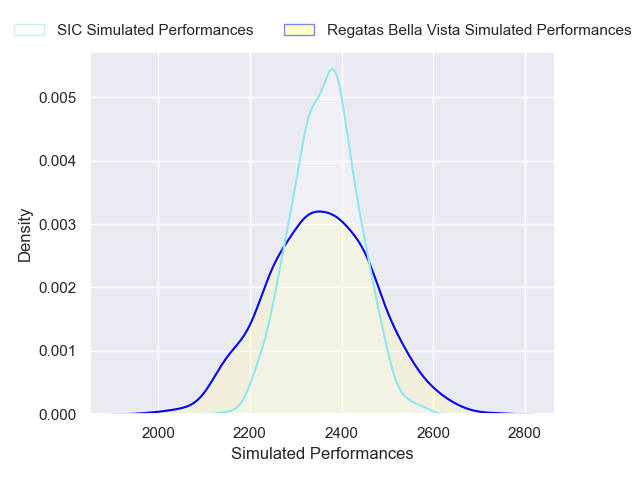 SIC Simulated Performances
Regatas Bella Vista Simulated Performances
0.005
0.004
0.003
0.002
0.001
0.000
Density
2000
2200
2400
2600
2800
Simulated Performances